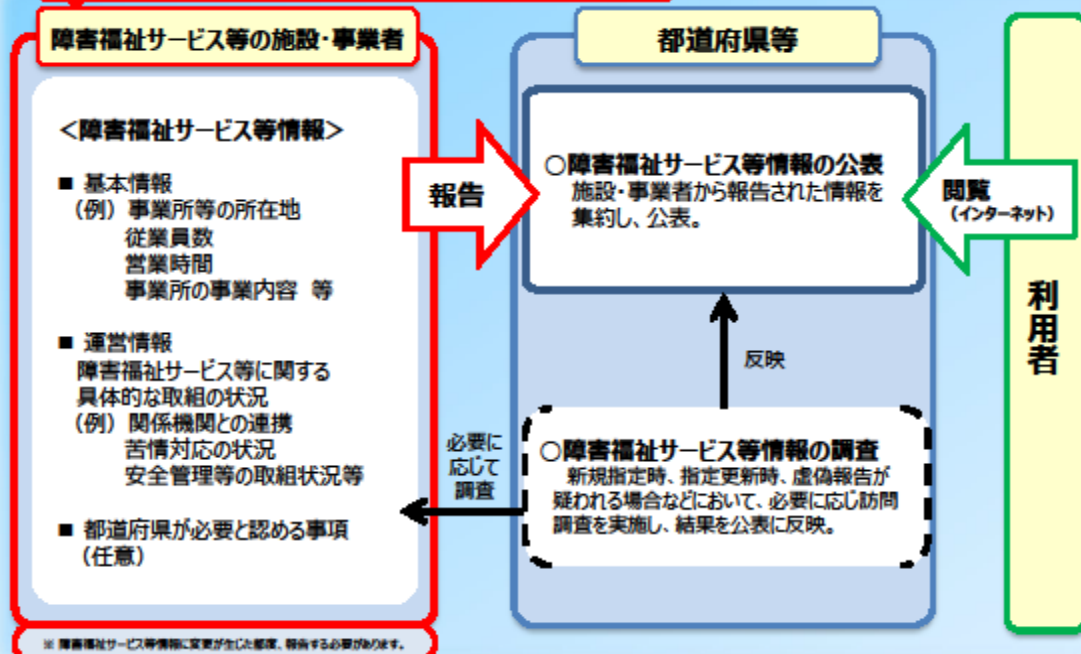 障害福祉サービス等の施設・事業者
<障害福祉サービス等情報>
■ 基本情報
(例)事業所等の所在地
従業員数
営業時間
事業所の事業内容 等
■ 運営情報
障害福祉サービス等に関する
具体的な取組の状況
(例)関係機関との連携
苦情対応の状況
安全管理等の取組状況等
■ 都道府県が必要と認める事項
(任意)
※ 障害福祉サービス等情報に変更が生じた都度、報告する必要があります。
報告
必要に
応じて
調査
都道府県等
○障害福祉サービス等情報の公表
施設・事業者から報告された情報を
集約し、公表。
反映
○障害福祉サービス等情報の調査
新規指定時、指定更新時、虚偽報告が
疑われる場合などにおいて、必要に応じ訪問
調査を実施し、結果を公表に反映。
閲覧
(インターネット)
利用者